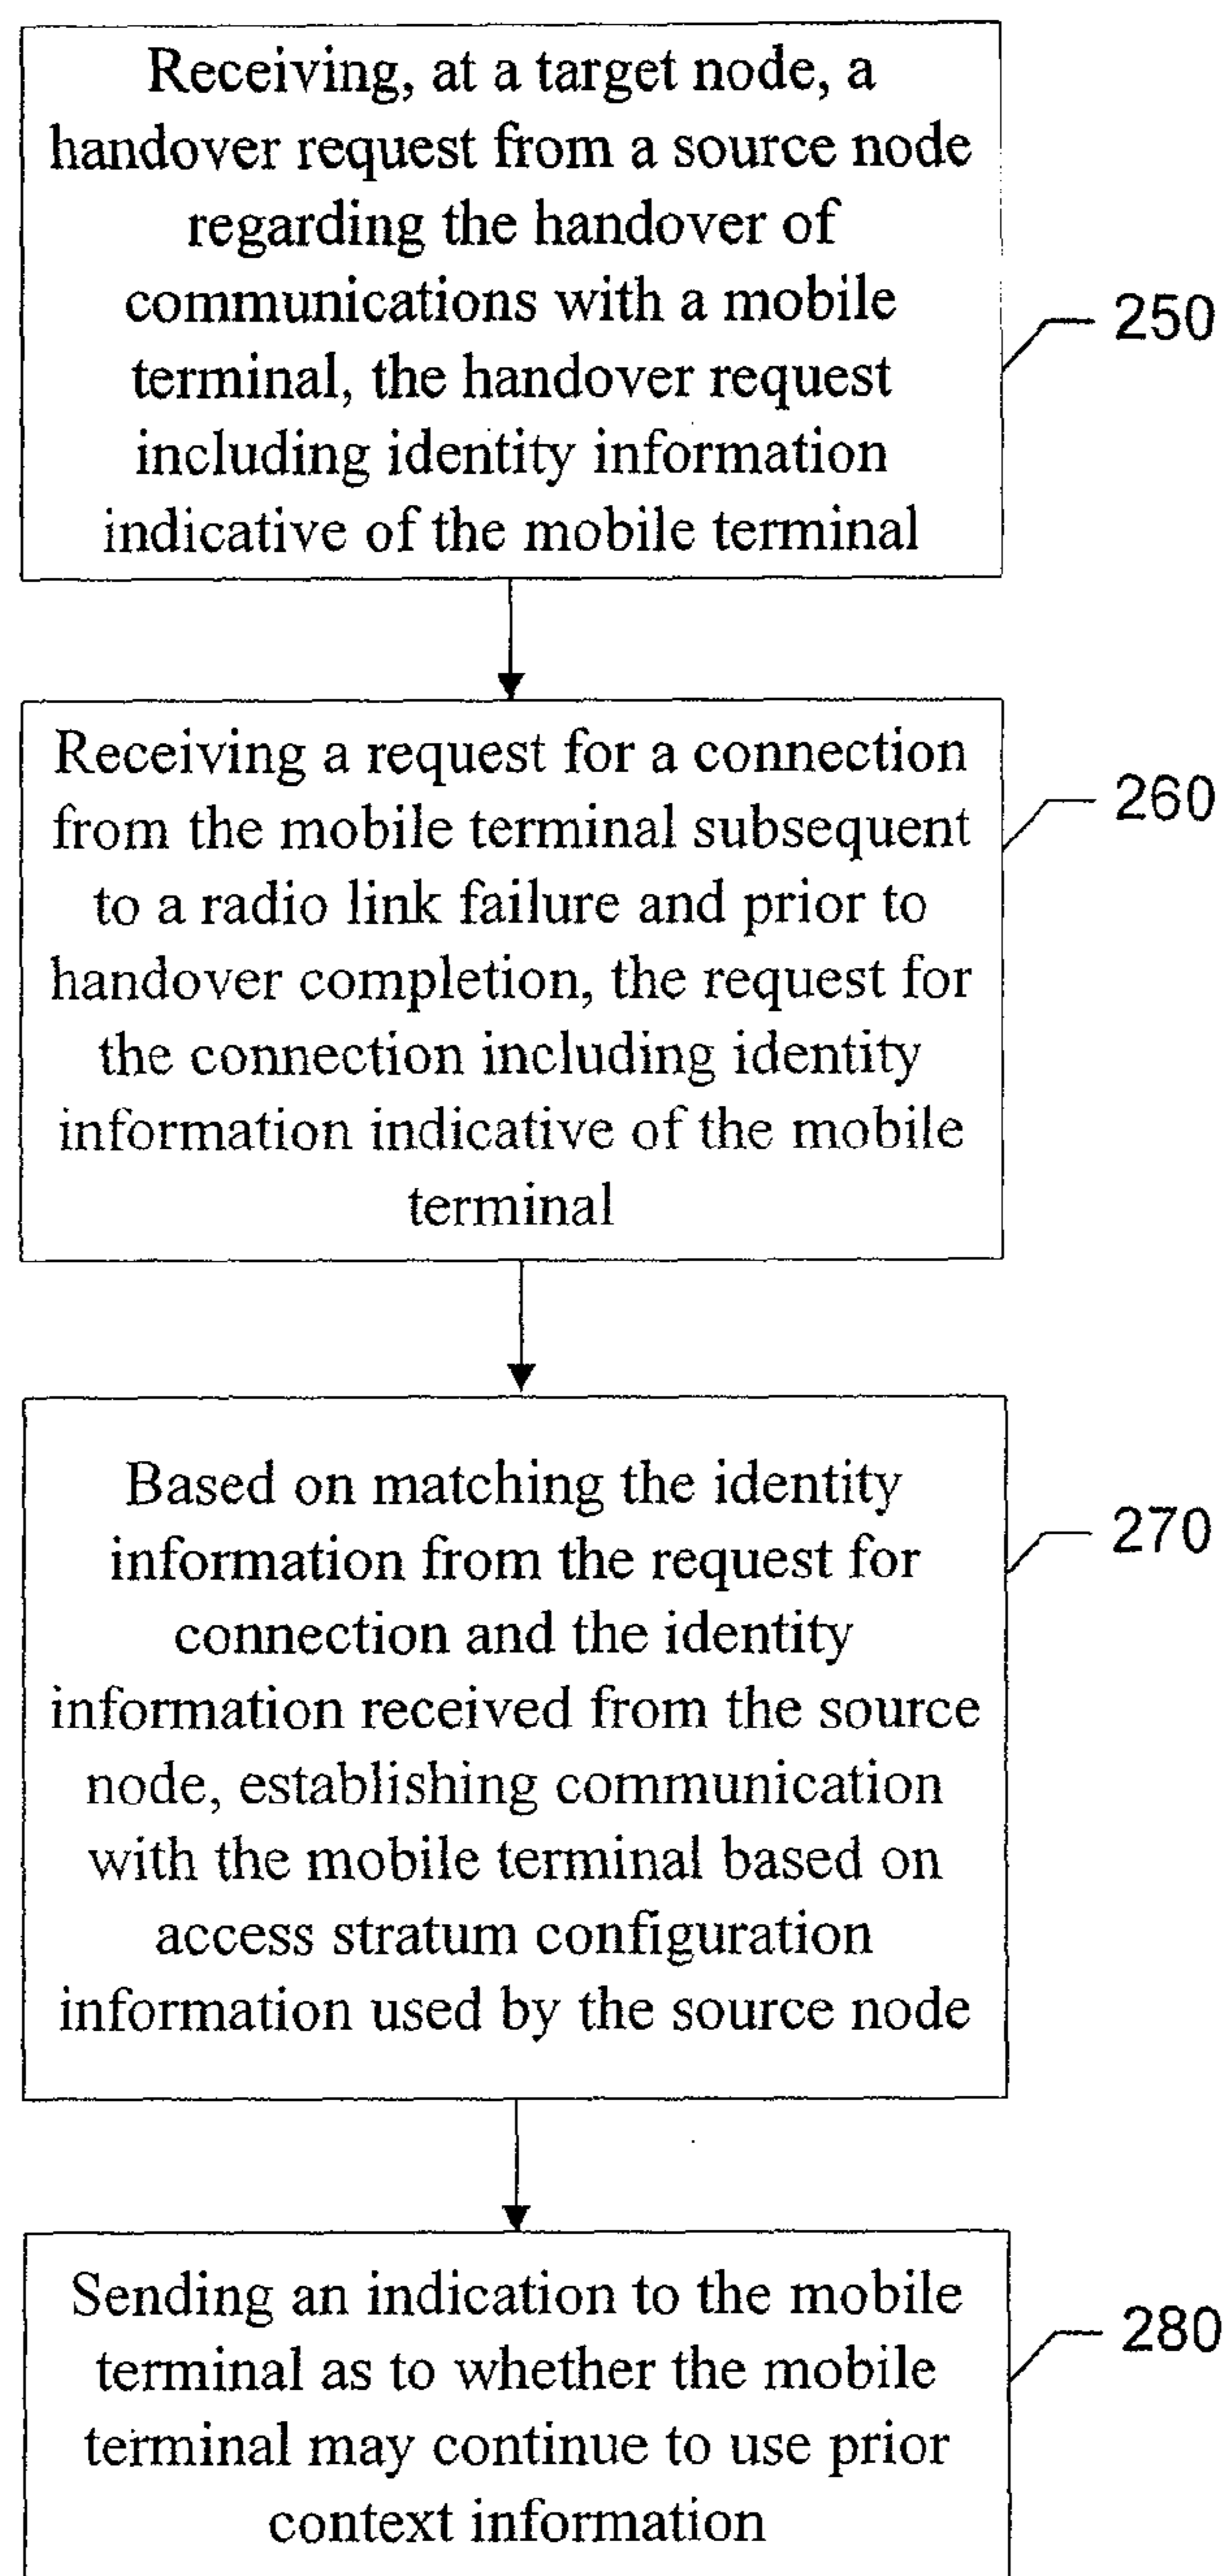 Receiving, at a target node, a
handover request from a source node
regarding the handover of
communications with a mobile
terminal, the handover request
including identity information
indicative of the mobile terminal
250
Receiving a request for a connection
from the mobile terminal subsequent
to a radio link failure and prior to
handover completion, the request for
the connection including identity
information indicative of the mobile
terminal
260
Based on matching the identity
information from the request for
connection and the identity
information received from the source
node, establishing communication
with the mobile terminal based on
access stratum configuration
information used by the source node
270
Sending an indication to the mobile
terminal as to whether the mobile
terminal may continue to use prior
context information
280